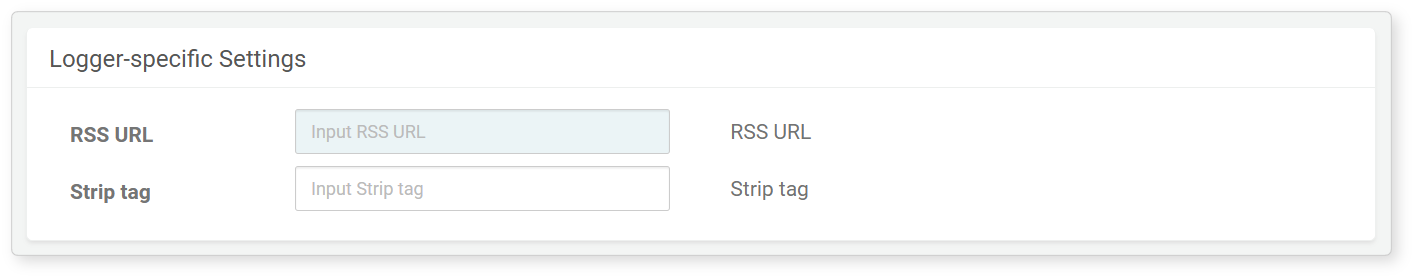 Logger-specific Settings
RSS URL Input RSS URL RSS URL
Strip tag Input Strip tag Strip tag